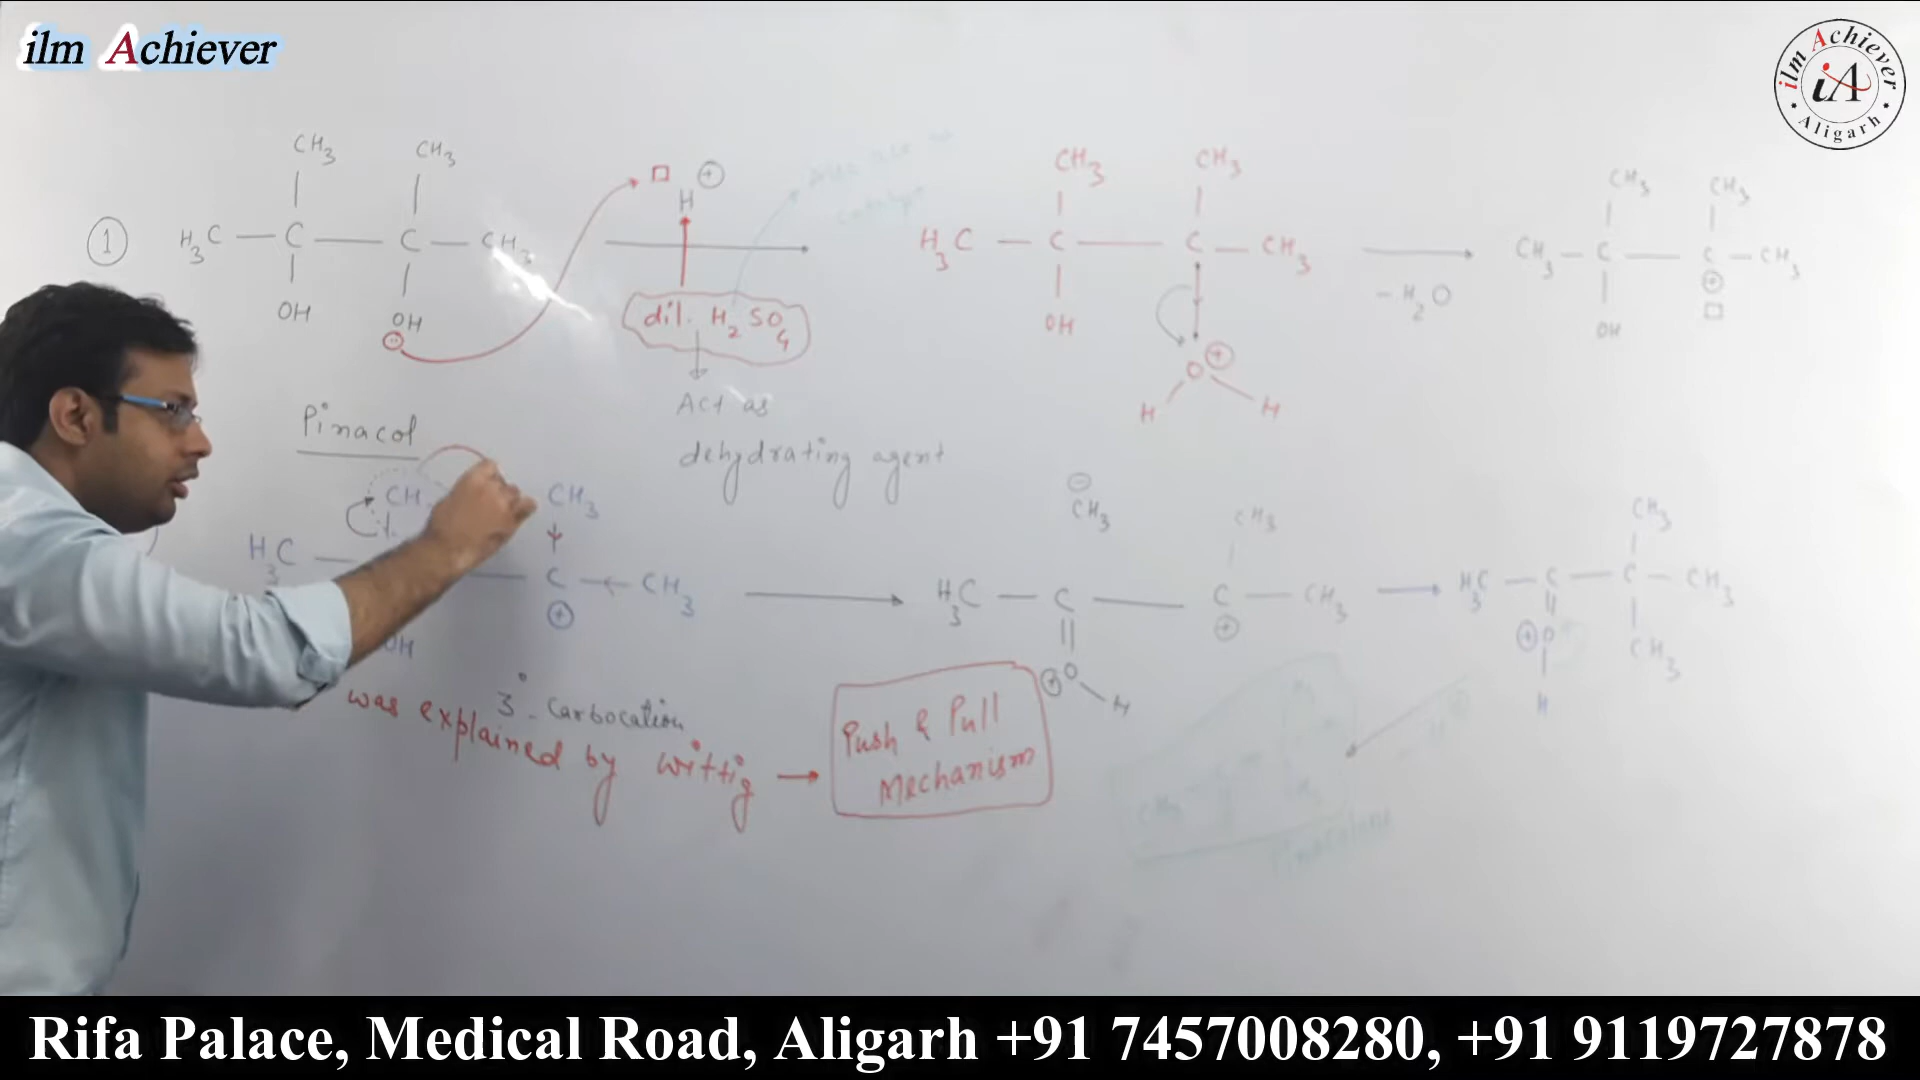 ilm Achiever
ilm Achiever
iA
Aligarh
CH3 CH3
① H3C — C — C — CH3
OH OH
H ⊕
dil. H2SO4
Act as
dehydrating agent
Pinacol
CH3 CH3
H3C — C — C — CH3
OH
O ⊕
H H
- H2O
CH3 CH3
CH3 — C — C — CH3
⊕
OH
CH CH3
H3C — C ← CH3
⊕
OH
3° - Carbocation
⊖
CH3 CH3
H3C — C — C — CH3
⊕
⊕ O
H
CH3
H3C — C — C — CH3
⊕ O CH3
H
was explained by wittig → Push & Pull
Mechanism
CH3
Rifa Palace, Medical Road, Aligarh +91 7457008280, +91 9119727878